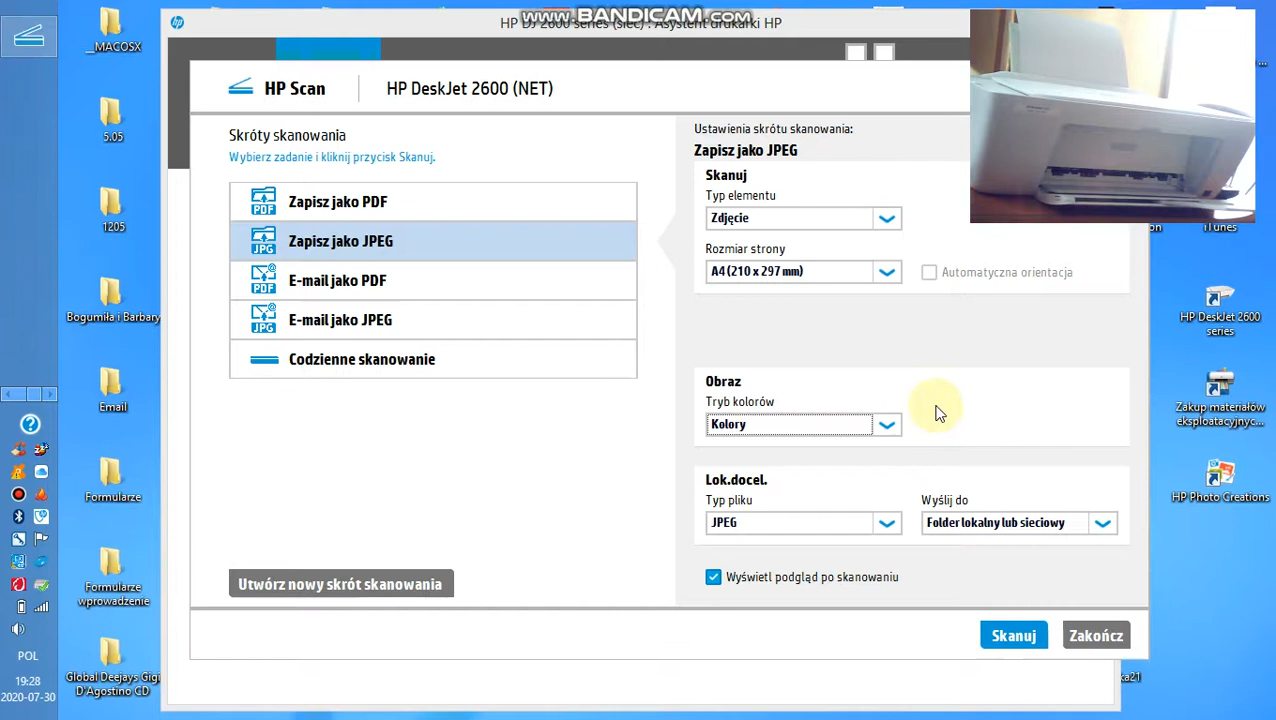 www.BANDICAM.com
HP DJ 2600 series (sieć) : Asystent drukarki HP
HP Scan
HP DeskJet 2600 (NET)
Skróty skanowania
Wybierz zadanie i kliknij przycisk Skanuj.
PDF
Zapisz jako PDF
JPG
Zapisz jako JPEG
PDF
E-mail jako PDF
JPG
E-mail jako JPEG
Codzienne skanowanie
Utwórz nowy skrót skanowania
Ustawienia skrótu skanowania:
Zapisz jako JPEG
Skanuj
Typ elementu
Zdjęcie
Rozmiar strony
A4 (210 x 297 mm)
Automatyczna orientacja
Obraz
Tryb kolorów
Kolory
Lok.docel.
Typ pliku
Wyślij do
JPEG
Folder lokalny lub sieciowy
Wyświetl podgląd po skanowaniu
Skanuj
Zakończ
__MACOSX
5.05
1205
Bogumiła i Barbary
Email
Formularze
Formularze
wprowadzenie
Global Deejays Gigi
D'Agostino CD
POL
19:28
2020-07-30
iTunes
HP DeskJet 2600
series
Zakup materiałów
eksploatacyjnyc...
HP Photo Creations